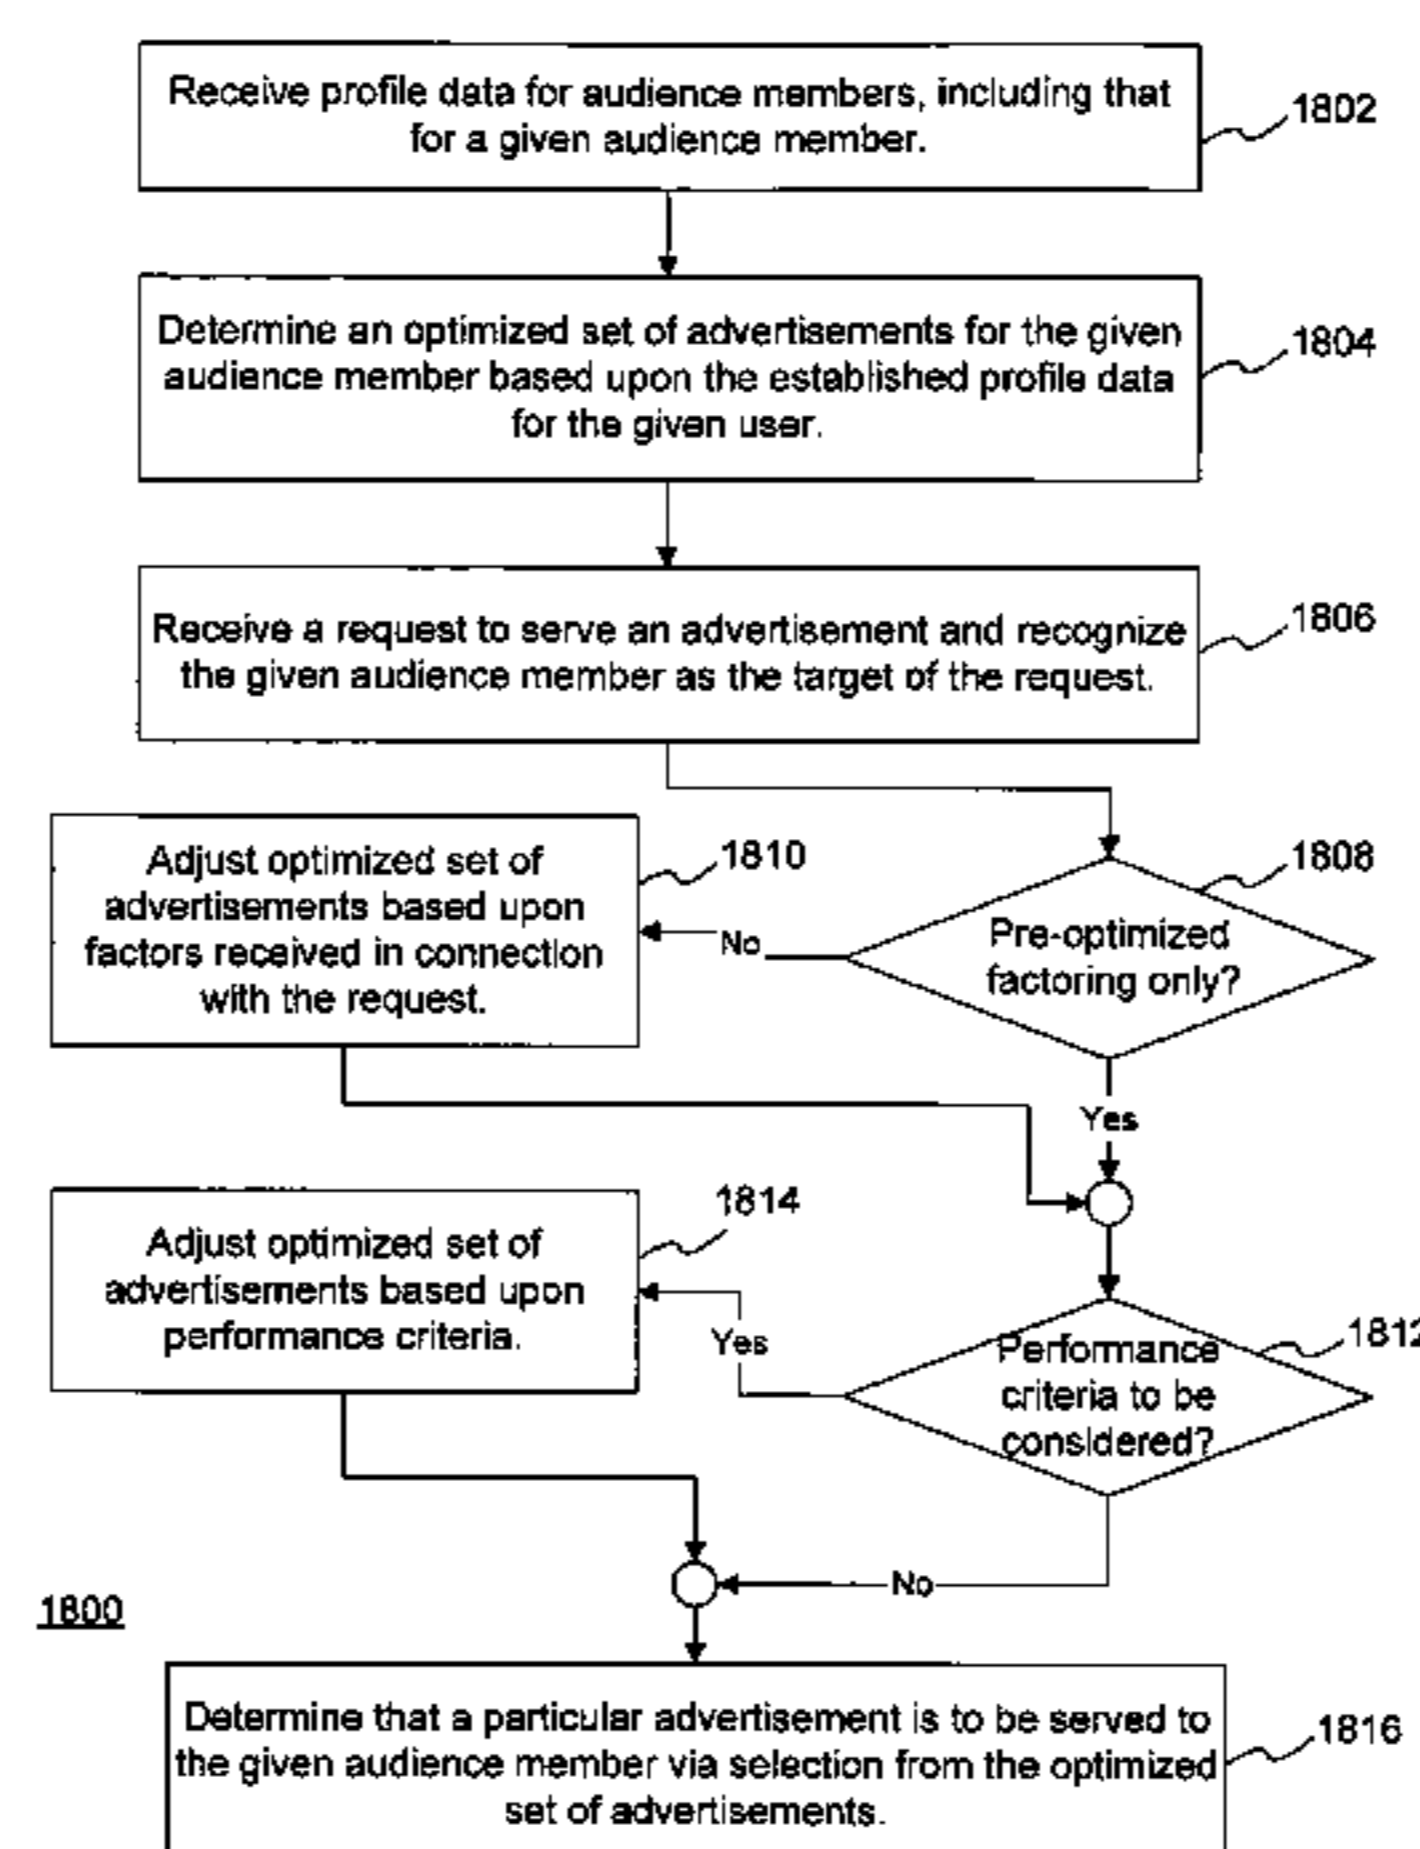 Receive profile data for audience members, including that
for a given audience member.
1802
Determine an optimized set of advertisements for the given
audience member based upon the established profile data
for the given user.
1804
Receive a request to serve an advertisement and recognize
the given audience member as the target of the request.
1806
Adjust optimized set of
advertisements based upon
factors received in connection
with the request.
1810
No
Pre-optimized
factoring only?
1808
Yes
Adjust optimized set of
advertisements based upon
performance criteria.
1814
Yes
Performance
criteria to be
considered?
1812
No
1800
Determine that a particular advertisement is to be served to
the given audience member via selection from the optimized
set of advertisements.
1816